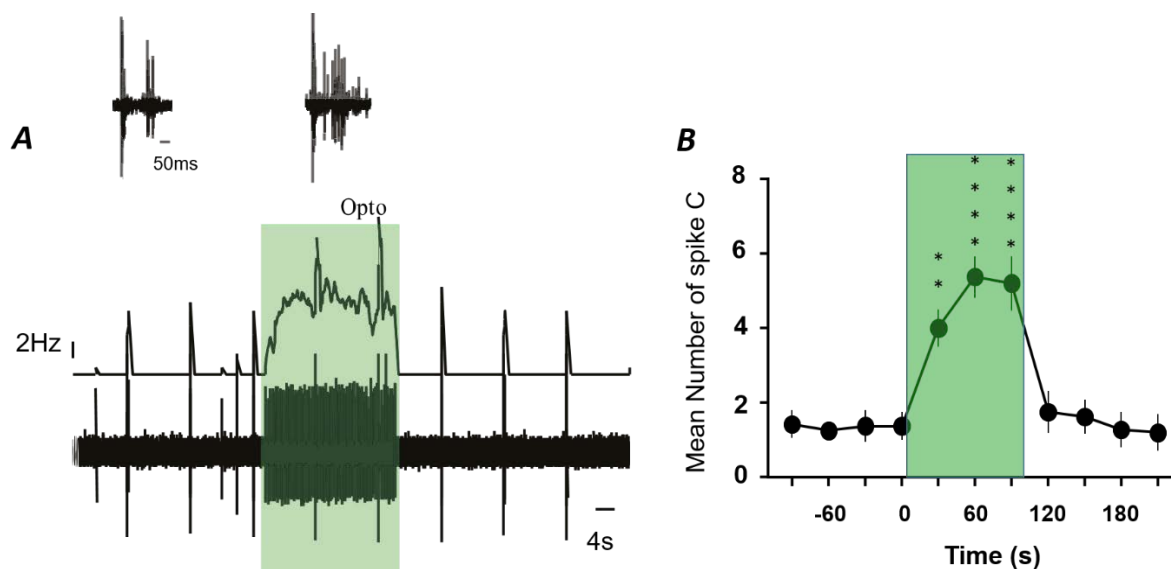 A
50ms
Opto
2Hz
4s
B
Mean Number of spike C
8
6
4
2
0
* *
* * * *
* * * *
-60 0 60 120 180
Time (s)